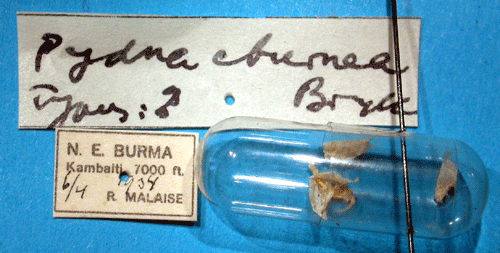 Pydna eburnea
Typus: ♂ Bryk
N. E. BURMA
Kambaiti, 7000 ft.
6/4 1934
R. MALAISE